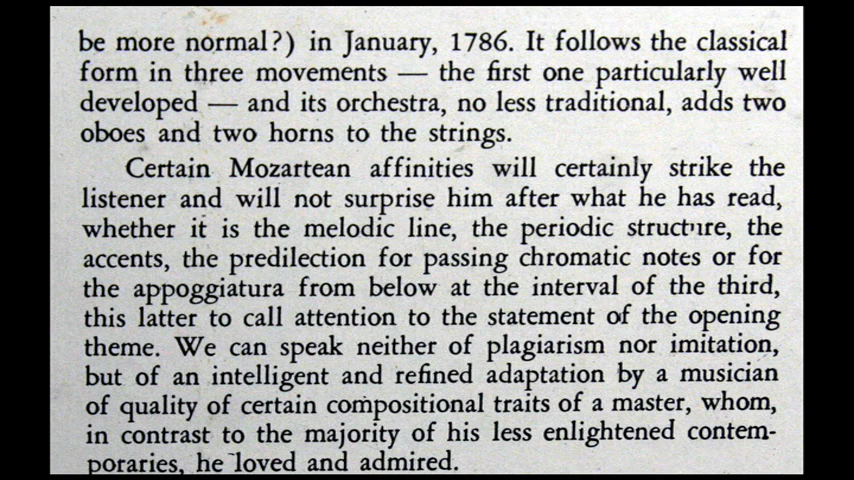 be more normal?) in January, 1786. It follows the classical
form in three movements — the first one particularly well
developed — and its orchestra, no less traditional, adds two
oboes and two horns to the strings.
Certain Mozartean affinities will certainly strike the
listener and will not surprise him after what he has read,
whether it is the melodic line, the periodic structure, the
accents, the predilection for passing chromatic notes or for
the appoggiatura from below at the interval of the third,
this latter to call attention to the statement of the opening
theme. We can speak neither of plagiarism nor imitation,
but of an intelligent and refined adaptation by a musician
of quality of certain compositional traits of a master, whom,
in contrast to the majority of his less enlightened contem-
poraries, he loved and admired.